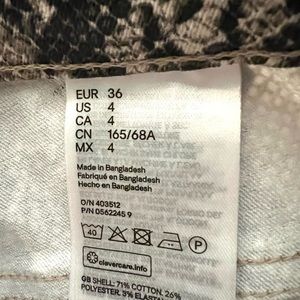 EUR 36
US 4
CA 4
CN 165/68A
MX 4
Made in Bangladesh
Fabriqué en Bangladesh
Hecho en Bangladesh
O/N 403512
P/N 0562245 9
40
P
clevercare.info
GB SHELL: 71% COTTON, 26%
POLYESTER, 3% ELASTANE